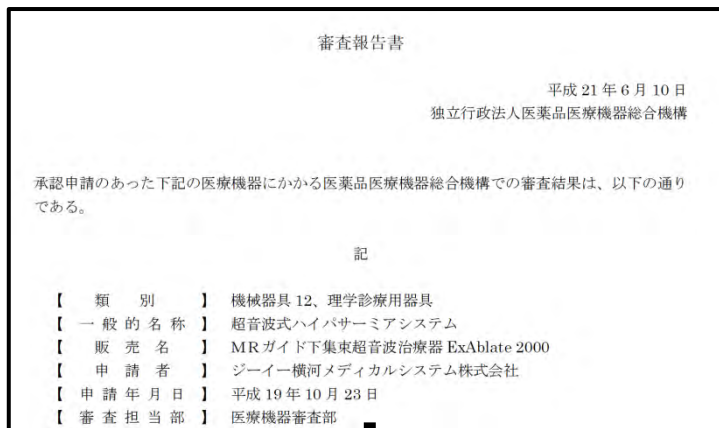 審査報告書
平成 21 年 6 月 10 日
独立行政法人医薬品医療機器総合機構
承認申請のあった下記の医療機器にかかる医薬品医療機器総合機構での審査結果は、以下の通り
である。
記
【 類 別 】 機械器具 12、理学診療用器具
【 一 般 的 名 称 】 超音波式ハイパサーミアシステム
【 販 売 名 】 MRガイド下集束超音波治療器 ExAblate 2000
【 申 請 者 】 ジーイー横河メディカルシステム株式会社
【 申 請 年 月 日 】 平成 19 年 10 月 23 日
【 審 査 担 当 部 】 医療機器審査部